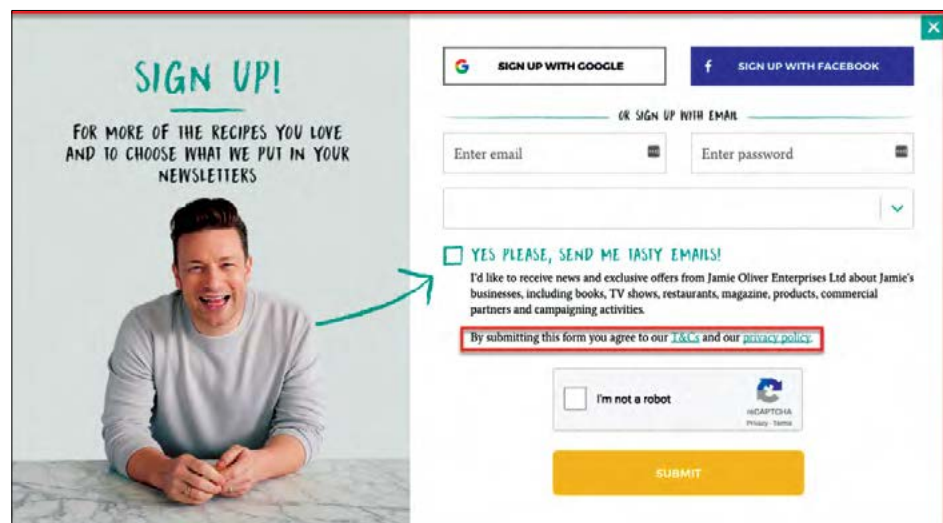 SIGN UP!
FOR MORE OF THE RECIPES YOU LOVE
AND TO CHOOSE WHAT WE PUT IN YOUR
NEWSLETTERS
SIGN UP WITH GOOGLE
f SIGN UP WITH FACEBOOK
OR SIGN UP WITH EMAIL
Enter email
Enter password
YES PLEASE, SEND ME TASTY EMAILS!
I'd like to receive news and exclusive offers from Jamie Oliver Enterprises Ltd about Jamie's
businesses, including books, TV shows, restaurants, magazine, products, commercial
partners and campaigning activities.
By submitting this form you agree to our T&Cs and our privacy policy.
I'm not a robot
reCAPTCHA
Privacy - Terms
SUBMIT